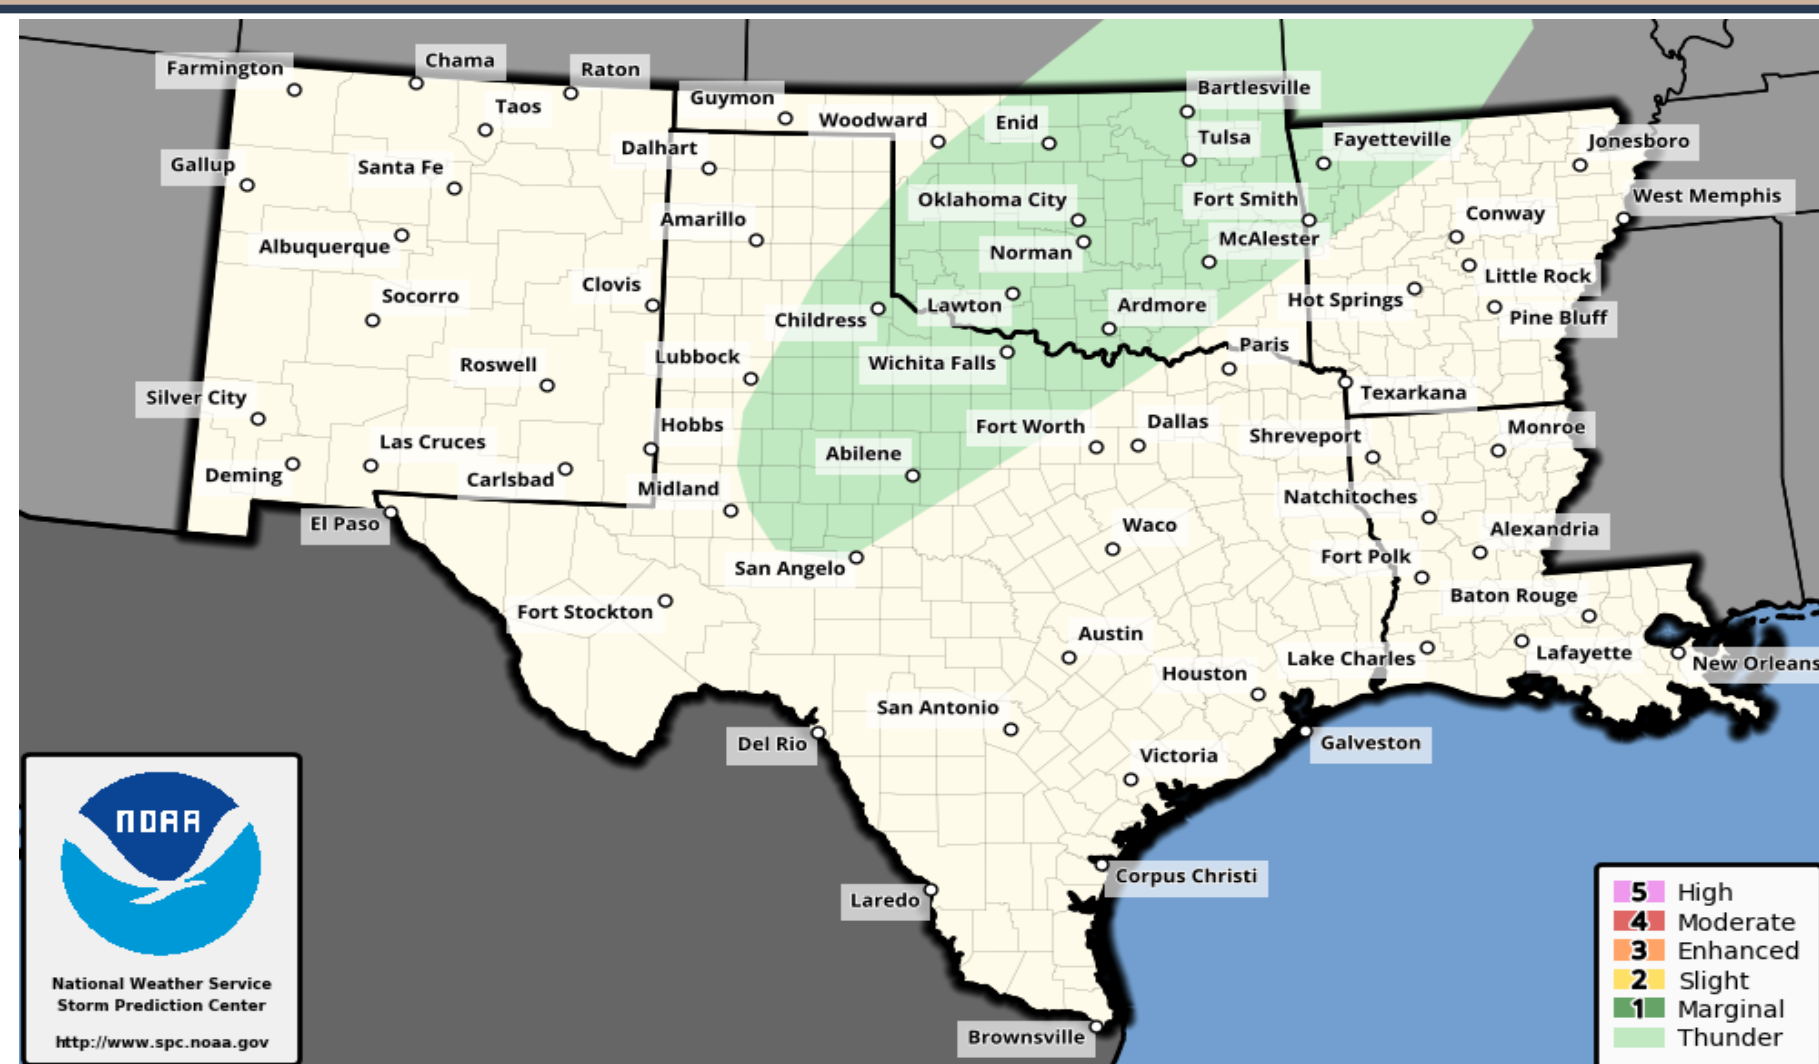 Farmington
Chama
Raton
Taos
Guymon
Woodward
Enid
Bartlesville
Tulsa
Fayetteville
Jonesboro
Gallup
Santa Fe
Dalhart
Oklahoma City
Fort Smith
West Memphis
Albuquerque
Amarillo
Norman
McAlester
Conway
Socorro
Clovis
Childress
Lawton
Ardmore
Hot Springs
Little Rock
Pine Bluff
Roswell
Lubbock
Wichita Falls
Paris
Texarkana
Silver City
Las Cruces
Hobbs
Fort Worth
Dallas
Shreveport
Monroe
Deming
Carlsbad
Midland
Abilene
Natchitoches
El Paso
Waco
Alexandria
San Angelo
Fort Polk
Fort Stockton
Baton Rouge
Austin
Lake Charles
Lafayette
New Orleans
Houston
San Antonio
Del Rio
Galveston
Victoria
Corpus Christi
Laredo
Brownsville
NOAA
National Weather Service
Storm Prediction Center
http://www.spc.noaa.gov
5 High
4 Moderate
3 Enhanced
2 Slight
1 Marginal
Thunder